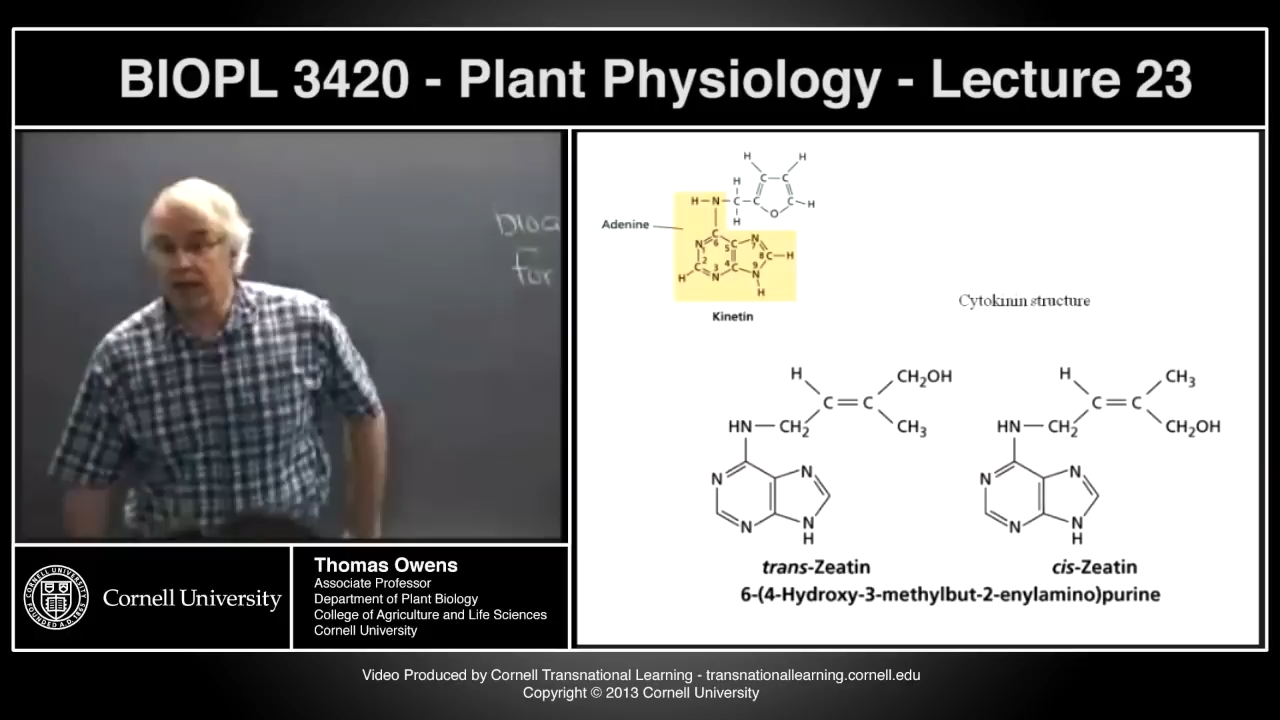 BIOPL 3420 - Plant Physiology - Lecture 23
For
Thomas Owens
Associate Professor
Department of Plant Biology
College of Agriculture and Life Sciences
Cornell University
Cornell University
H H
H
H—N—C—C
C—C
C—H
O
H
Adenine
C
6
N
5
C
N
7
2
8
C—H
C
3
4
C
9
H
N
N
H
Kinetin
Cytokinin structure
H
CH2OH
C=C
HN—CH2
CH3
N
N
N
N
H
trans-Zeatin
H
CH3
C=C
HN—CH2
CH2OH
N
N
N
N
H
cis-Zeatin
6-(4-Hydroxy-3-methylbut-2-enylamino)purine
Video Produced by Cornell Transnational Learning - transnationallearning.cornell.edu
Copyright © 2013 Cornell University